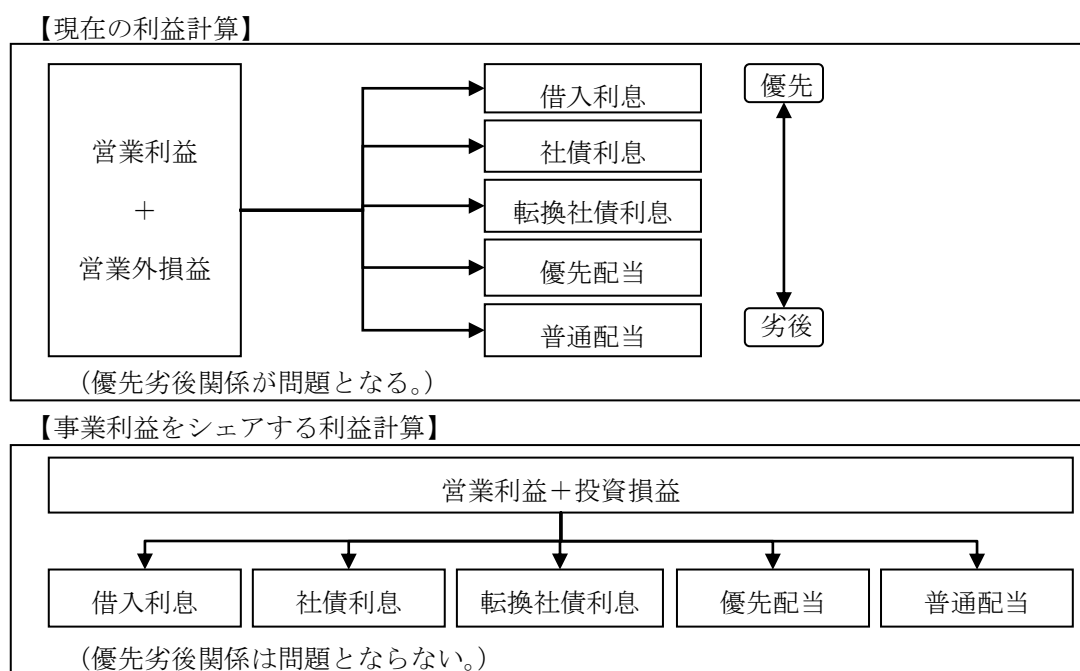 【現在の利益計算】
営業利益
+
営業外損益
借入利息
社債利息
転換社債利息
優先配当
普通配当
優先
劣後
（優先劣後関係が問題となる。）
【事業利益をシェアする利益計算】
営業利益＋投資損益
借入利息 社債利息 転換社債利息 優先配当 普通配当
（優先劣後関係は問題とならない。）